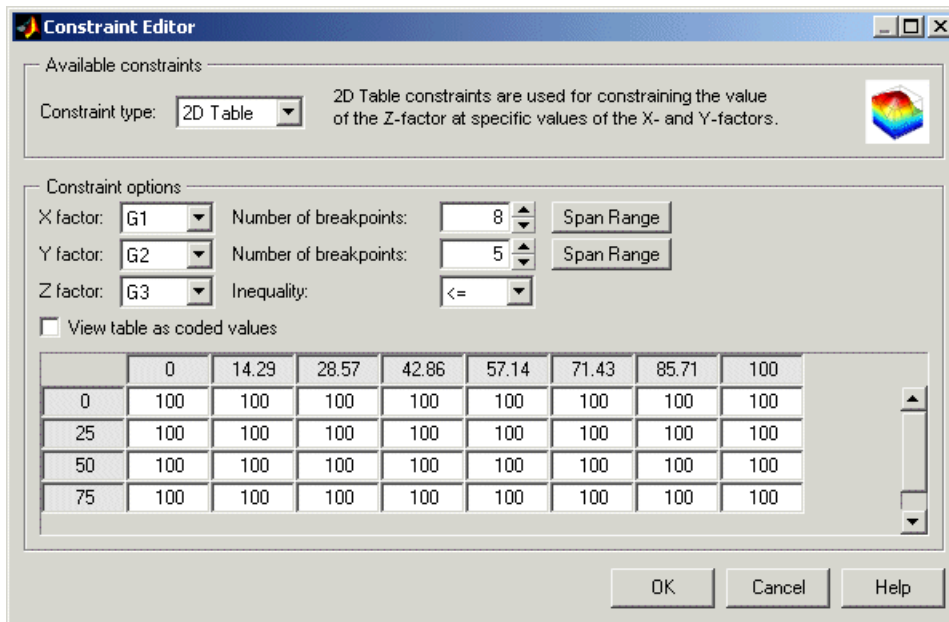 Constraint Editor
Available constraints
Constraint type: 2D Table
2D Table constraints are used for constraining the value
of the Z-factor at specific values of the X- and Y-factors.
Constraint options
X factor: G1 Number of breakpoints: 8 Span Range
Y factor: G2 Number of breakpoints: 5 Span Range
Z factor: G3 Inequality: <=
View table as coded values
0 14.29 28.57 42.86 57.14 71.43 85.71 100
0 100 100 100 100 100 100 100 100
25 100 100 100 100 100 100 100 100
50 100 100 100 100 100 100 100 100
75 100 100 100 100 100 100 100 100
OK Cancel Help